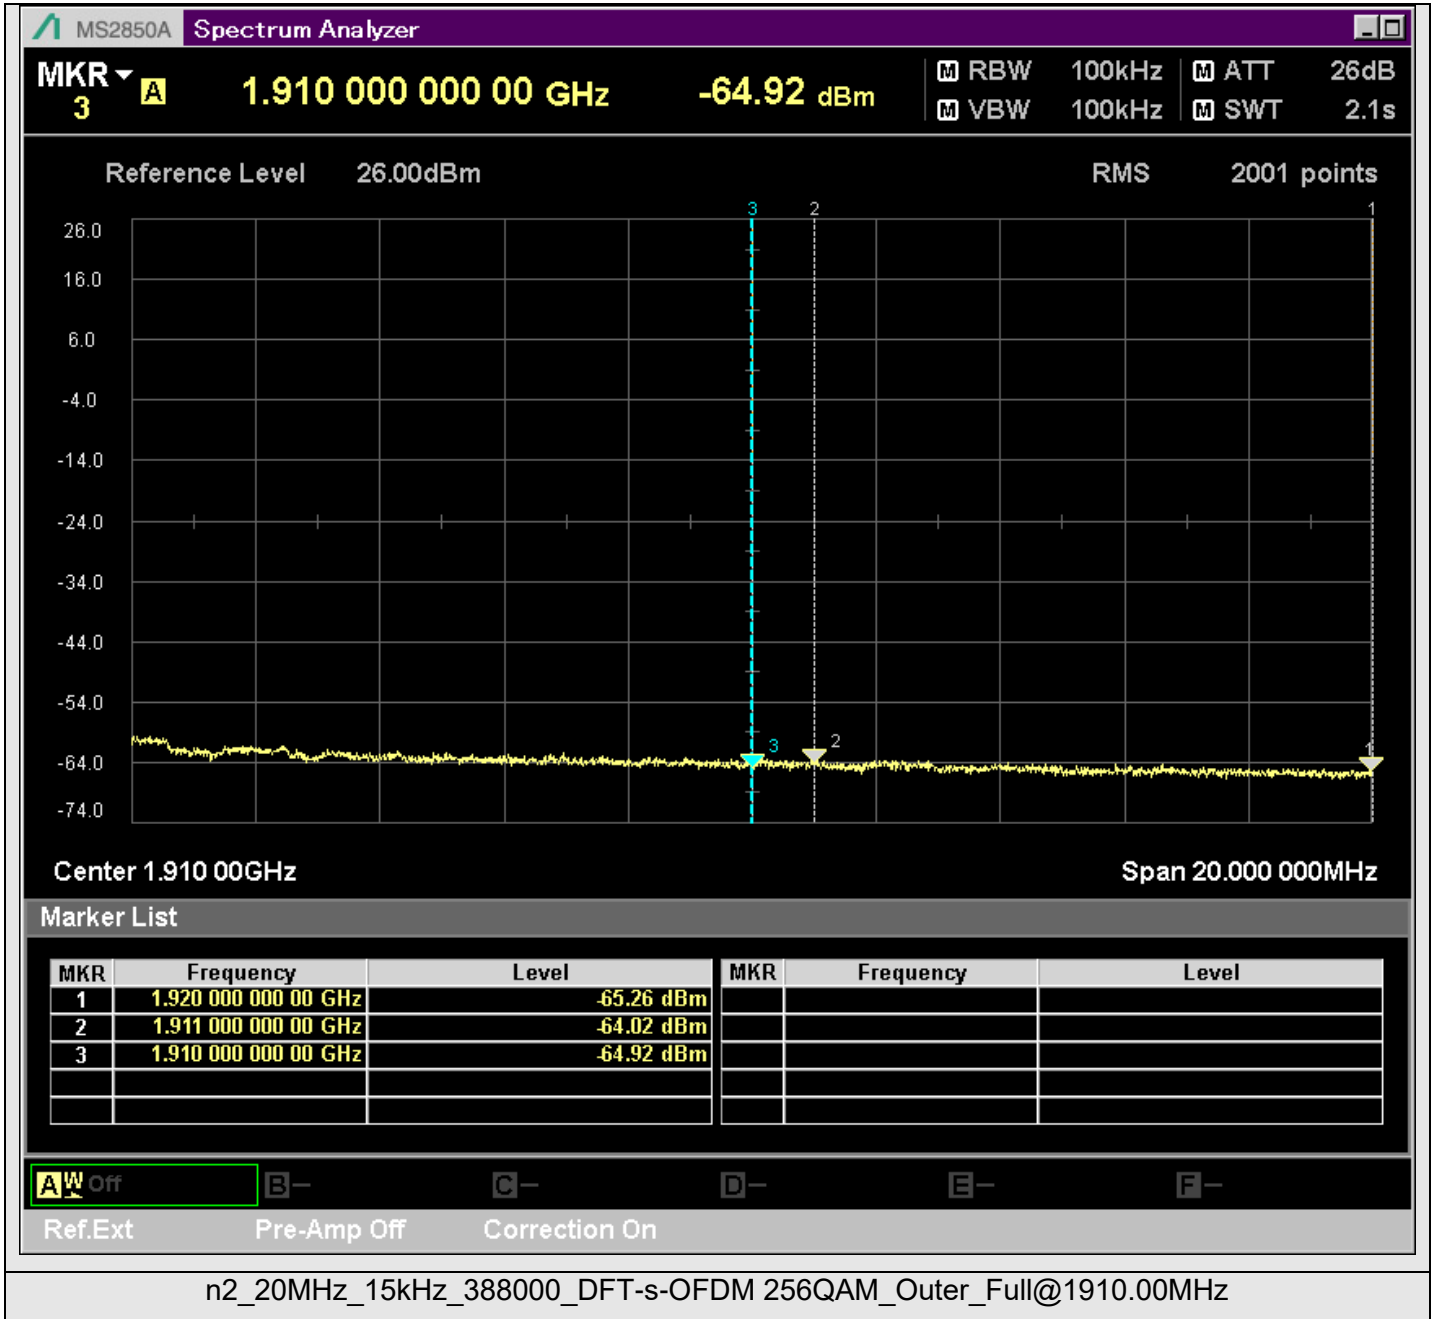 MS2850A Spectrum Analyzer
MKR A 1.910 000 000 00 GHz -64.92 dBm M RBW 100kHz M ATT 26dB
3 M VBW 100kHz M SWT 2.1s
Reference Level 26.00dBm RMS 2001 points
3 2 1
26.0
16.0
6.0
-4.0
-14.0
-24.0
-34.0
-44.0
-54.0
3 2 1
-64.0
-74.0
Center 1.910 00GHz Span 20.000 000MHz
Marker List
MKR Frequency Level MKR Frequency Level
1 1.920 000 000 00 GHz -65.26 dBm
2 1.911 000 000 00 GHz -64.02 dBm
3 1.910 000 000 00 GHz -64.92 dBm
A W Off B - C - D - E - F -
Ref.Ext Pre-Amp Off Correction On
n2_20MHz_15kHz_388000_DFT-s-OFDM 256QAM_Outer_Full@1910.00MHz